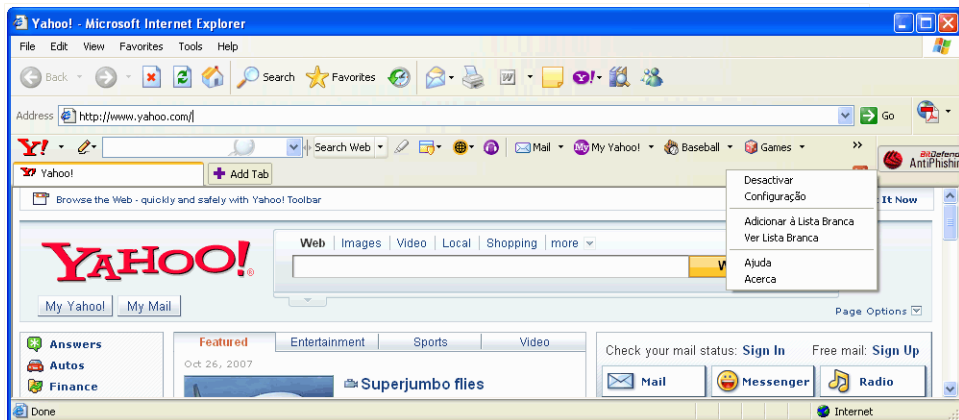 Yahoo! - Microsoft Internet Explorer
File Edit View Favorites Tools Help
Back Search Favorites
Address http://www.yahoo.com/ Go
Y! Search Web Mail My Yahoo! Baseball Games »
BitDefender
AntiPhishin
Yahoo! Add Tab
Desactivar
Configuração
Adicionar à Lista Branca
Ver Lista Branca
Ajuda
Acerca
Browse the Web - quickly and safely with Yahoo! Toolbar It Now
YAHOO!
Web | Images | Video | Local | Shopping | more
W
My Yahoo! My Mail
Page Options
Answers
Autos
Finance
Featured Entertainment Sports Video
Oct 26, 2007
Superjumbo flies
Check your mail status: Sign In Free mail: Sign Up
Mail Messenger Radio
Done Internet